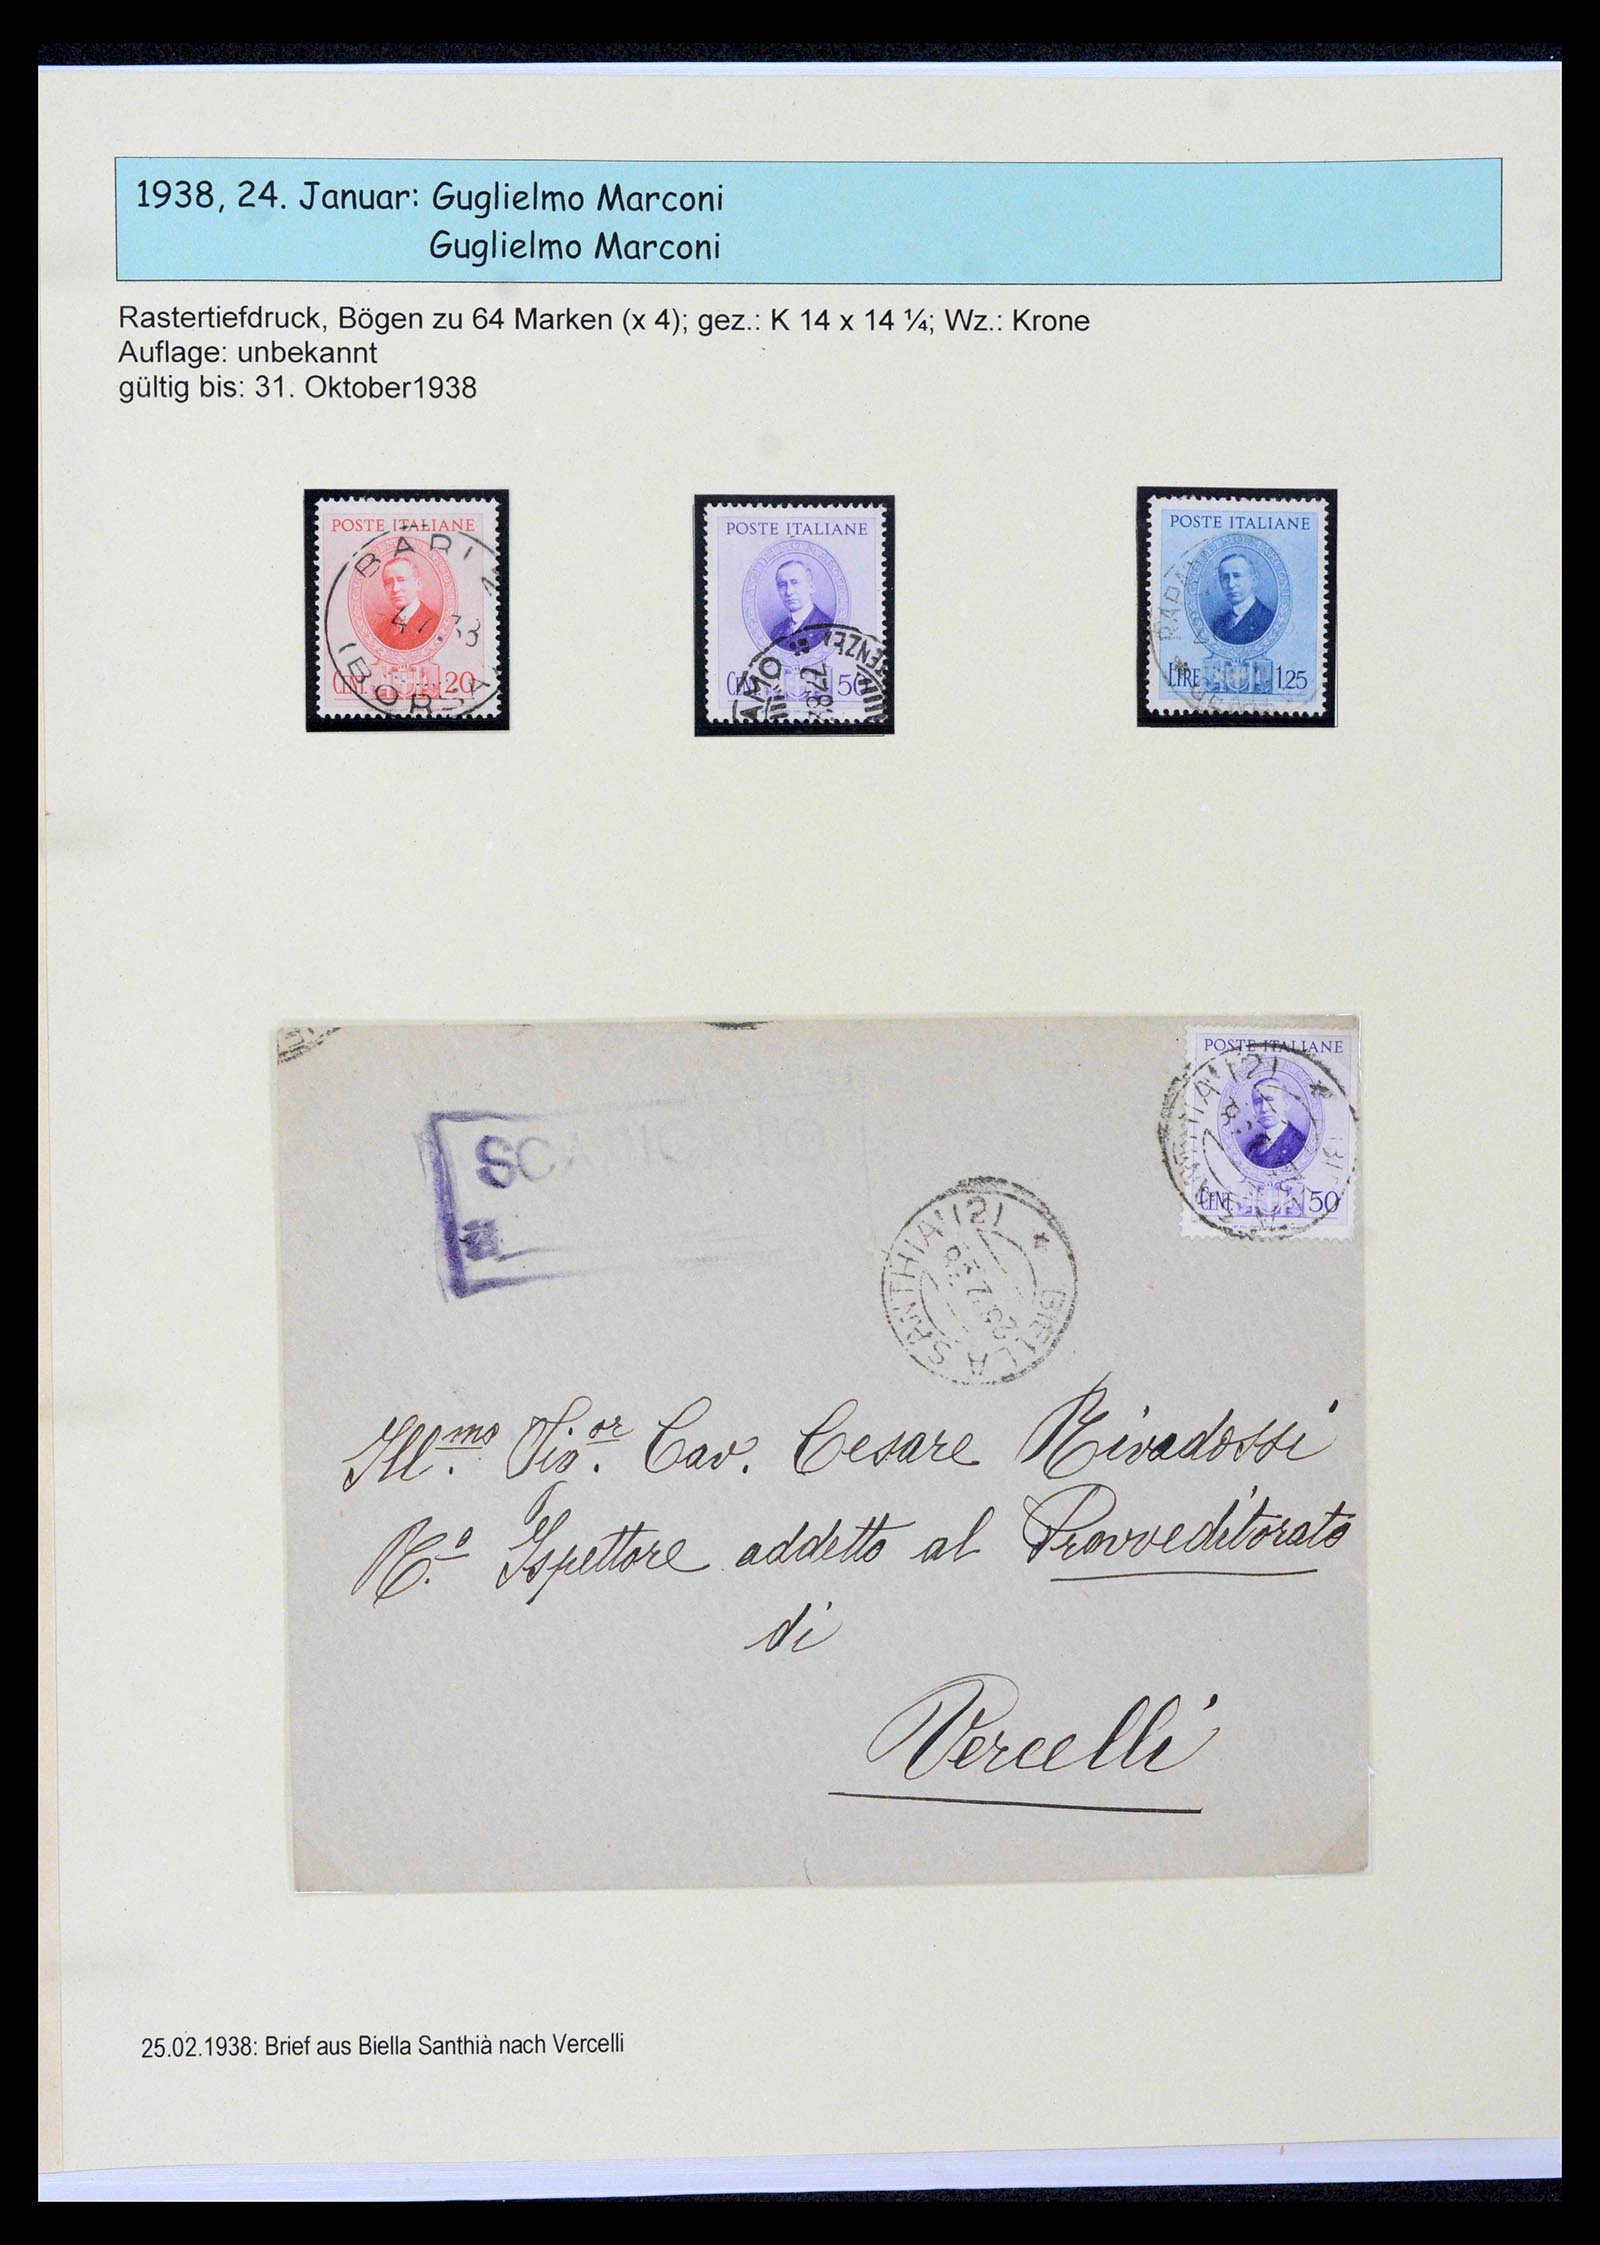 1938, 24. Januar: Guglielmo Marconi
Guglielmo Marconi
Rastertiefdruck, Bögen zu 64 Marken (x 4); gez.: K 14 x 14 ¼; Wz.: Krone
Auflage: unbekannt
gültig bis: 31. Oktober1938
POSTE ITALIANE
BARI
BORSA
CENT. 20
POSTE ITALIANE
CENT. 50
POSTE ITALIANE
LIRE 1,25
POSTE ITALIANE
CENT. 50
SCARICATO
BIELLA SANTHIA' (2)
Ill.mo Sig.or Cav. Cesare Rivadossi
R.o Ispettore addetto al Provveditorato
di
Vercelli
25.02.1938: Brief aus Biella Santhià nach Vercelli